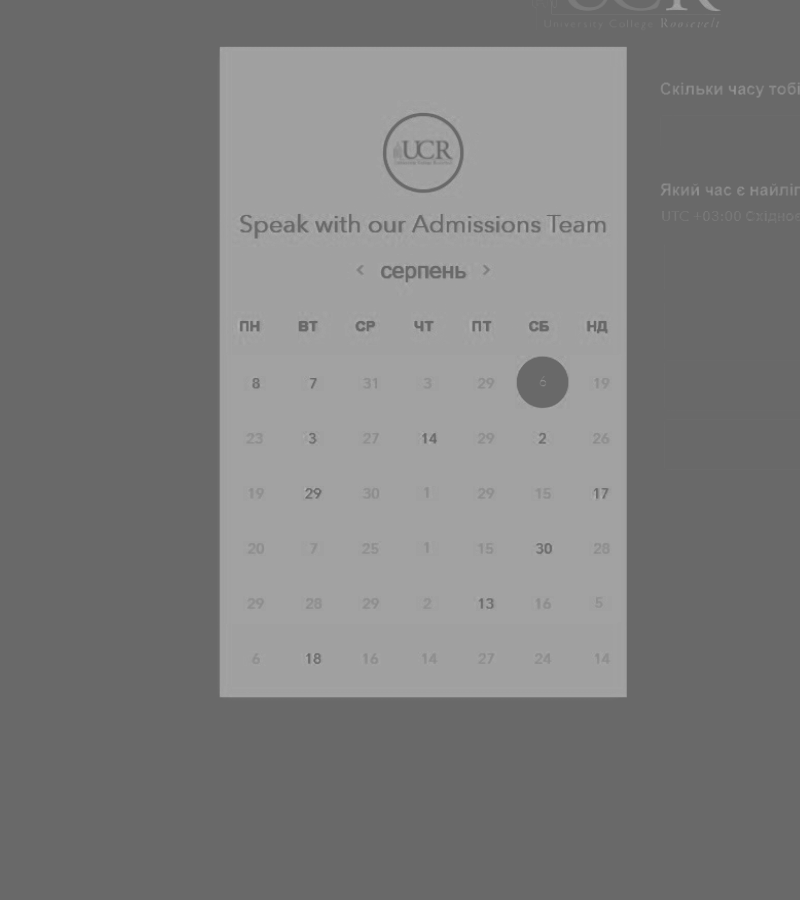 UCR
University College Roosevelt
UCR
Speak with our Admissions Team
< серпень >
ПН ВТ СР ЧТ ПТ СБ НД
8 7 31 3 29 6 19
23 3 27 14 29 2 26
19 29 30 1 29 15 17
20 7 25 1 15 30 28
29 28 29 2 13 16 5
6 18 16 14 27 24 14
Скільки часу тобі
Який час є найліп
UTC +03:00 Східноє